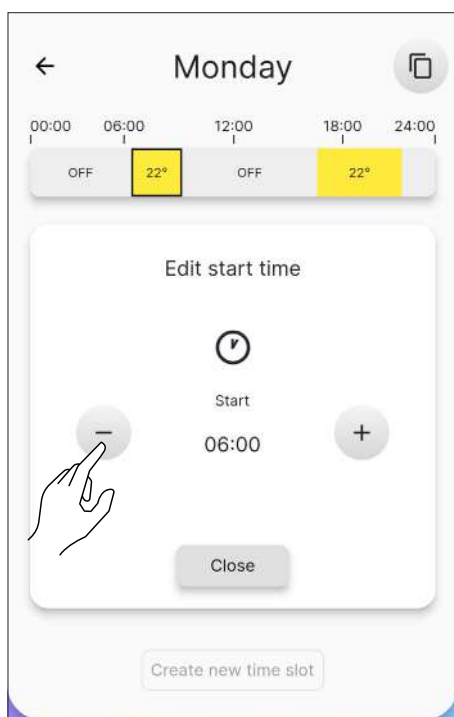 Monday
00:00 06:00 12:00 18:00 24:00
OFF 22° OFF 22°
Edit start time
Start
06:00
− +
Close
Create new time slot